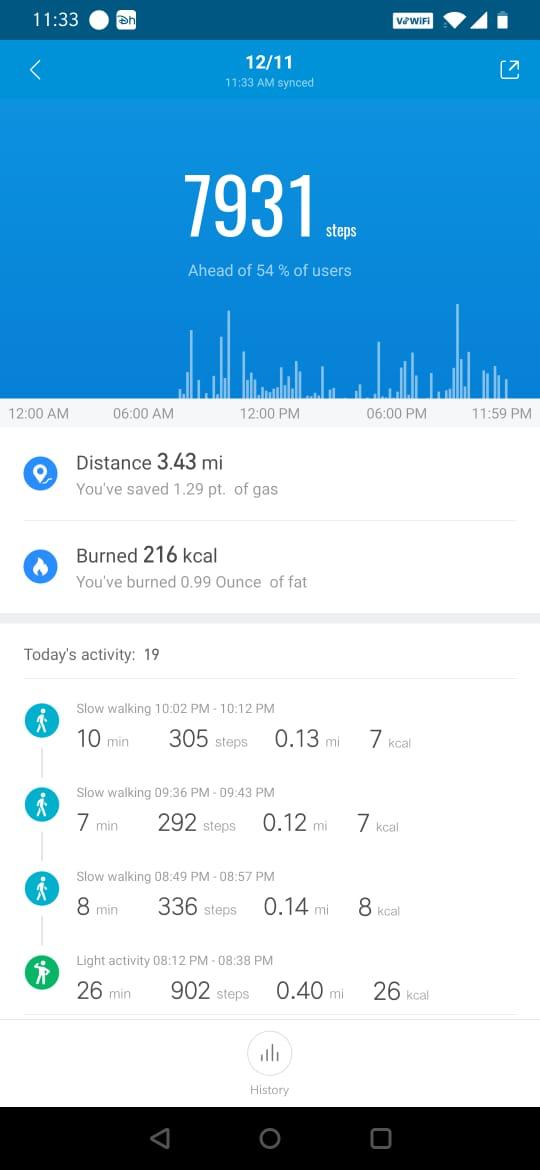 11:33
VoWiFi
12/11
11:33 AM synced
7931 steps
Ahead of 54 % of users
12:00 AM 06:00 AM 12:00 PM 06:00 PM 11:59 PM
Distance 3.43 mi
You've saved 1.29 pt.  of gas
Burned 216 kcal
You've burned 0.99 Ounce  of fat
Today's activity:  19
Slow walking 10:02 PM - 10:12 PM
10 min 305 steps 0.13 mi 7 kcal
Slow walking 09:36 PM - 09:43 PM
7 min 292 steps 0.12 mi 7 kcal
Slow walking 08:49 PM - 08:57 PM
8 min 336 steps 0.14 mi 8 kcal
Light activity 08:12 PM - 08:38 PM
26 min 902 steps 0.40 mi 26 kcal
History